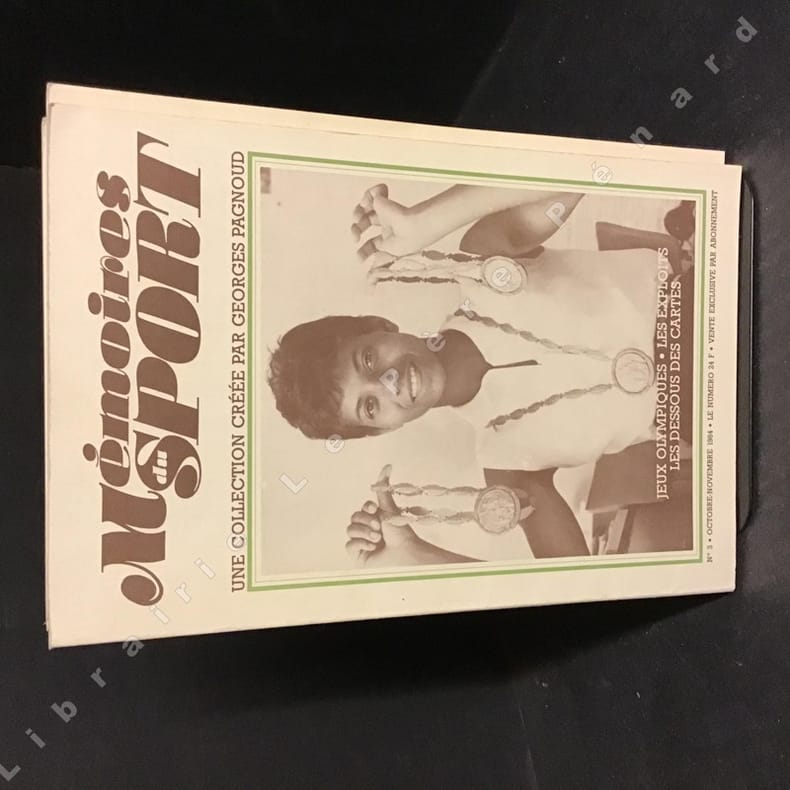 Mémoires
du SPORT
UNE COLLECTION CRÉÉE PAR GEORGES PAGNOUD
JEUX OLYMPIQUES • LES EXPLOITS
LES DESSOUS DES CARTES
N° 3 • OCTOBRE-NOVEMBRE 1984 • LE NUMERO 24 F • VENTE EXCLUSIVE PAR ABONNEMENT
Librairie Le Père Pénard